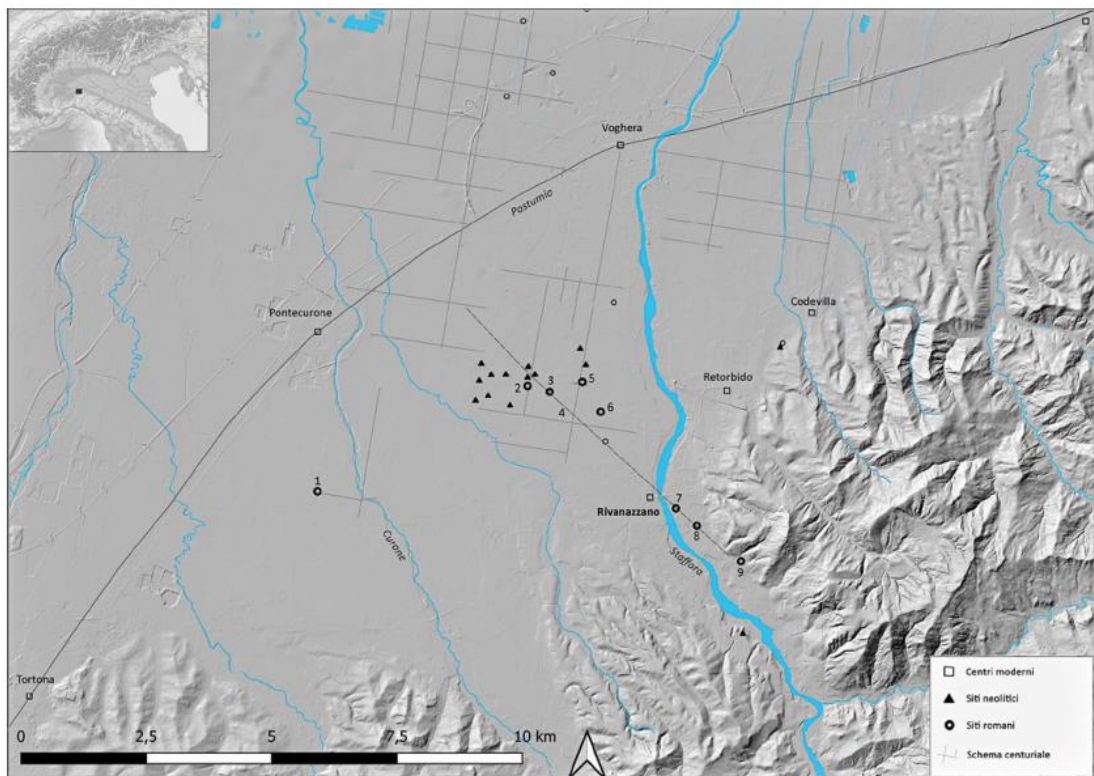 Voghera
Postumia
Pontecurone
Codevilla
Retorbido
2
3
4
5
6
1
Rivanazzano
7
8
9
Curone
Staffora
Tortona
0
2,5
5
7,5
10 km
Centri moderni
Siti neolitici
Siti romani
Schema centuriale